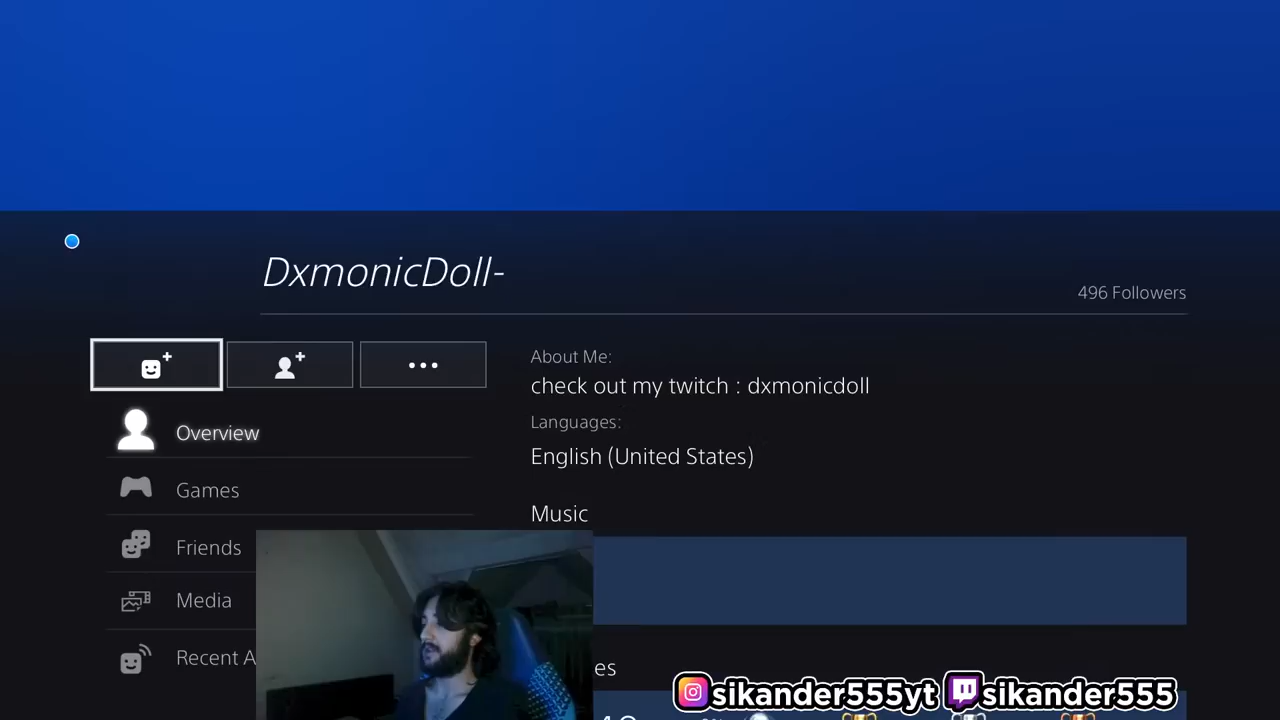 DxmonicDoll-
496 Followers
About Me:
check out my twitch : dxmonicdoll
Languages:
English (United States)
Music
Overview
Games
Friends
Media
Recent A
es
sikander555yt sikander555